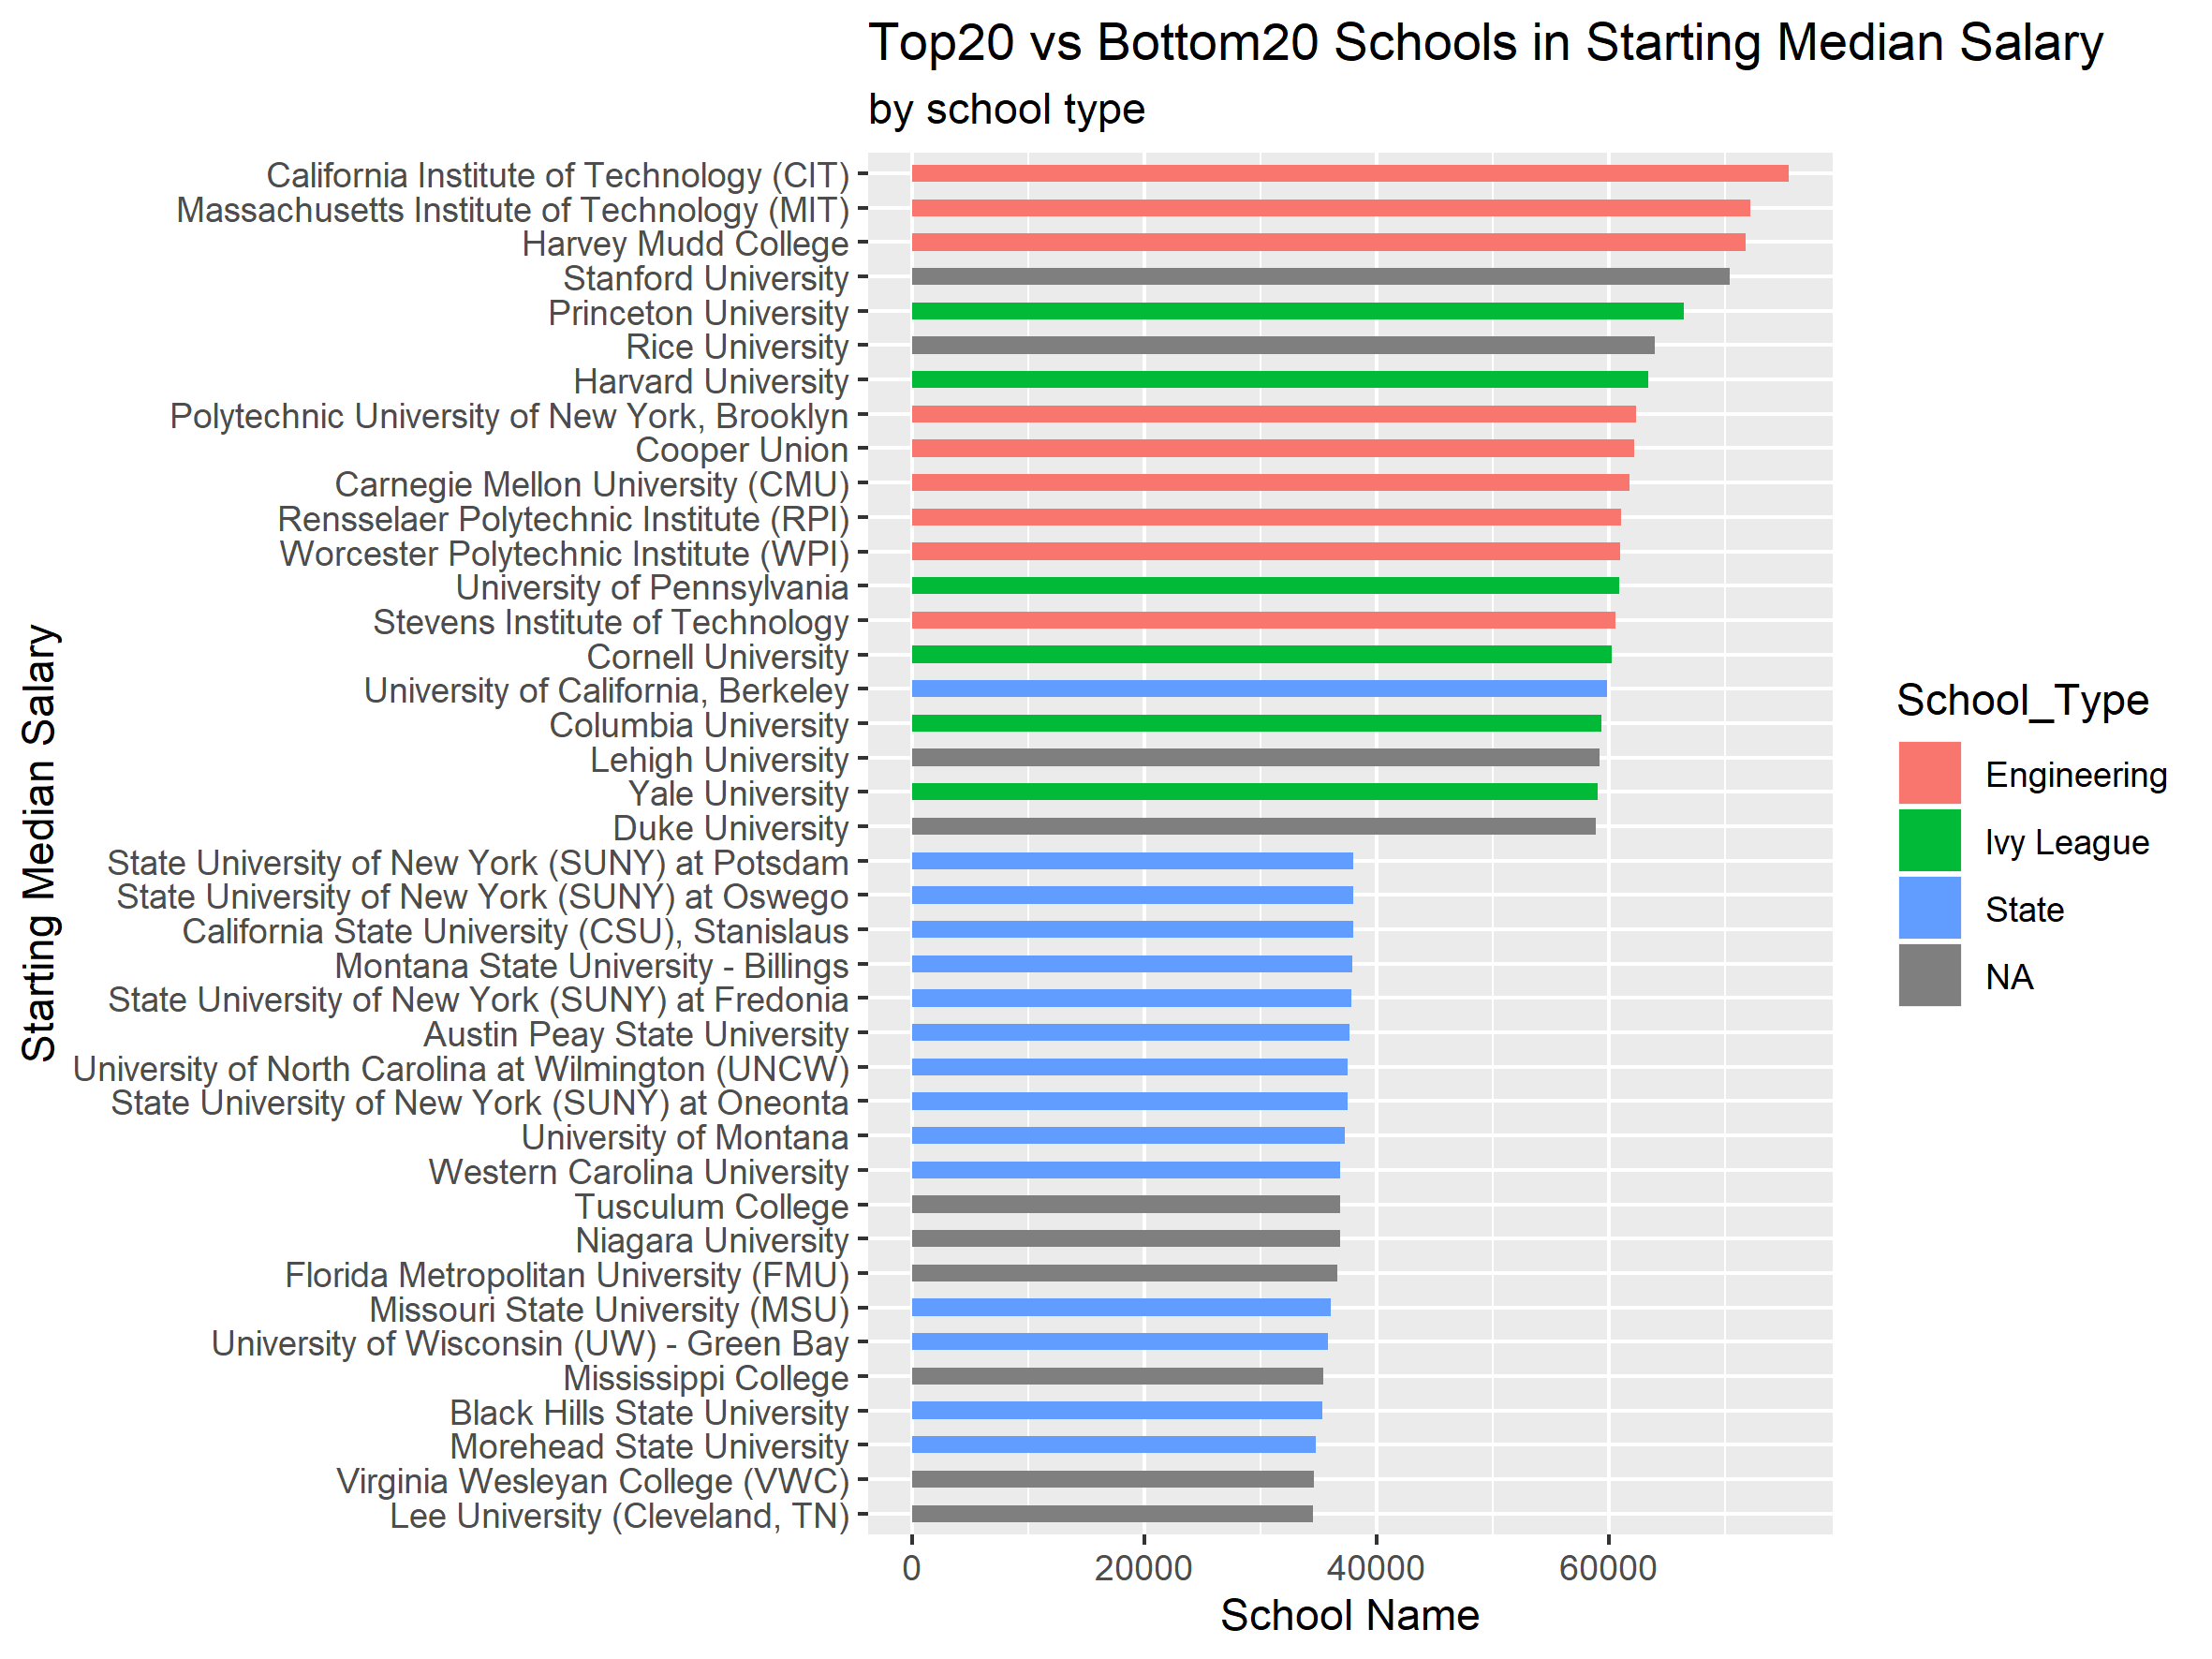 Top20 vs Bottom20 Schools in Starting Median Salary
by school type
California Institute of Technology (CIT)
Massachusetts Institute of Technology (MIT)
Harvey Mudd College
Stanford University
Princeton University
Rice University
Harvard University
Polytechnic University of New York, Brooklyn
Cooper Union
Carnegie Mellon University (CMU)
Rensselaer Polytechnic Institute (RPI)
Worcester Polytechnic Institute (WPI)
University of Pennsylvania
Stevens Institute of Technology
Cornell University
University of California, Berkeley
Columbia University
Lehigh University
Yale University
Duke University
State University of New York (SUNY) at Potsdam
State University of New York (SUNY) at Oswego
California State University (CSU), Stanislaus
Montana State University - Billings
State University of New York (SUNY) at Fredonia
Austin Peay State University
University of North Carolina at Wilmington (UNCW)
State University of New York (SUNY) at Oneonta
University of Montana
Western Carolina University
Tusculum College
Niagara University
Florida Metropolitan University (FMU)
Missouri State University (MSU)
University of Wisconsin (UW) - Green Bay
Mississippi College
Black Hills State University
Morehead State University
Virginia Wesleyan College (VWC)
Lee University (Cleveland, TN)
Starting Median Salary
0 20000 40000 60000
School Name
School_Type
Engineering
Ivy League
State
NA